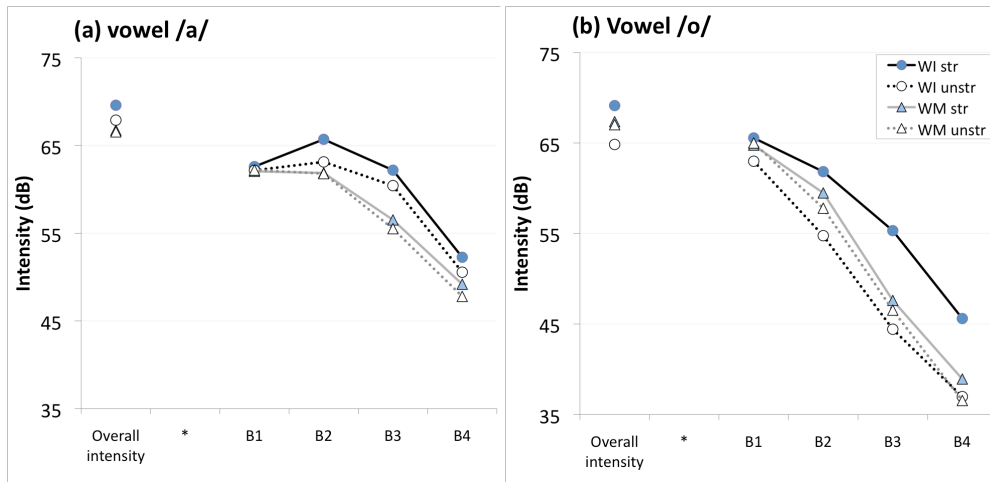 (a) vowel /a/
75
65
55
45
35
Intensity (dB)
Overall intensity
*
B1
B2
B3
B4
(b) Vowel /o/
75
65
55
45
35
Intensity (dB)
WI str
WI unstr
WM str
WM unstr
Overall intensity
*
B1
B2
B3
B4